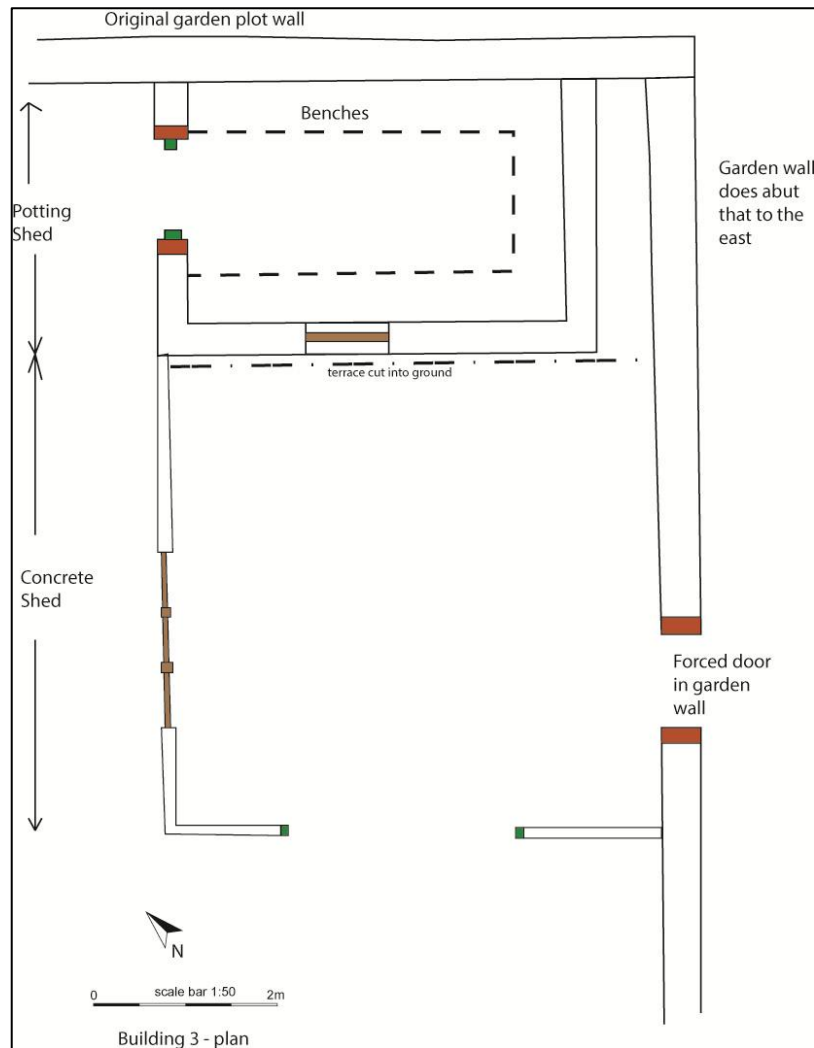 Original garden plot wall
Benches
Garden wall
does abut
that to the
east
Potting
Shed
terrace cut into ground
Concrete
Shed
Forced door
in garden
wall
N
0 scale bar 1:50 2m
Building 3 - plan